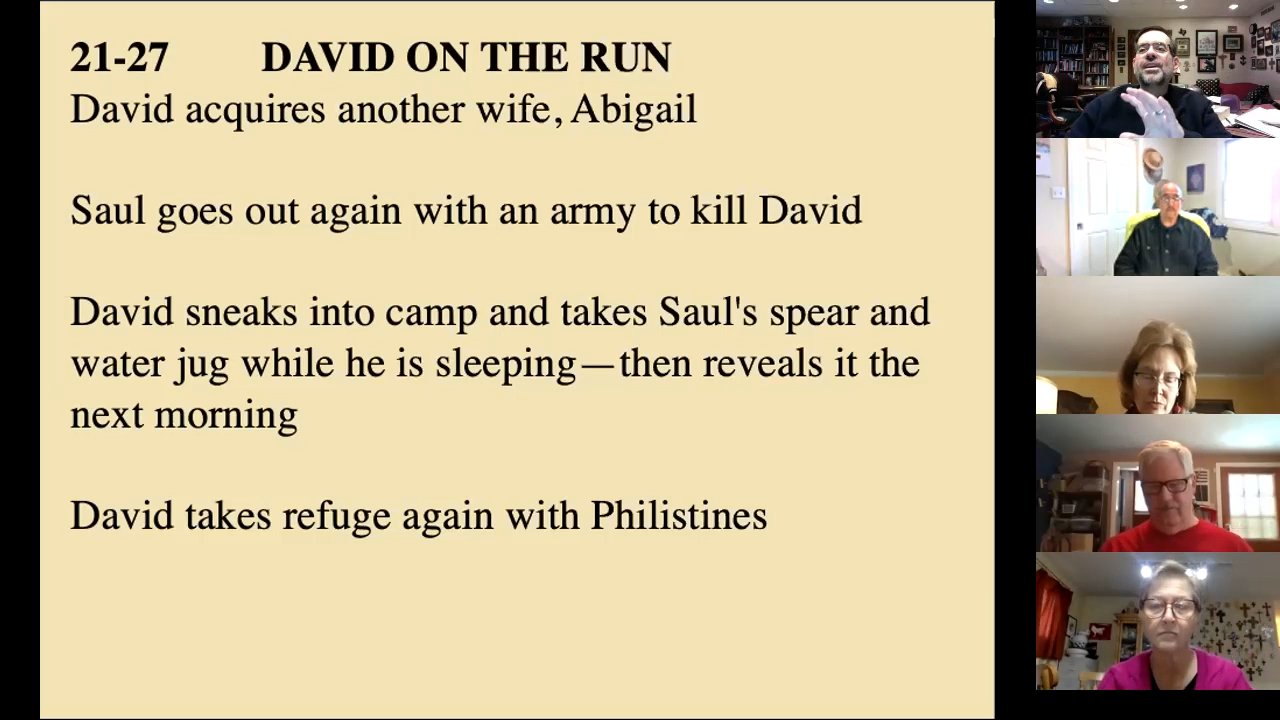 21-27 DAVID ON THE RUN
David acquires another wife, Abigail
Saul goes out again with an army to kill David
David sneaks into camp and takes Saul's spear and
water jug while he is sleeping—then reveals it the
next morning
David takes refuge again with Philistines